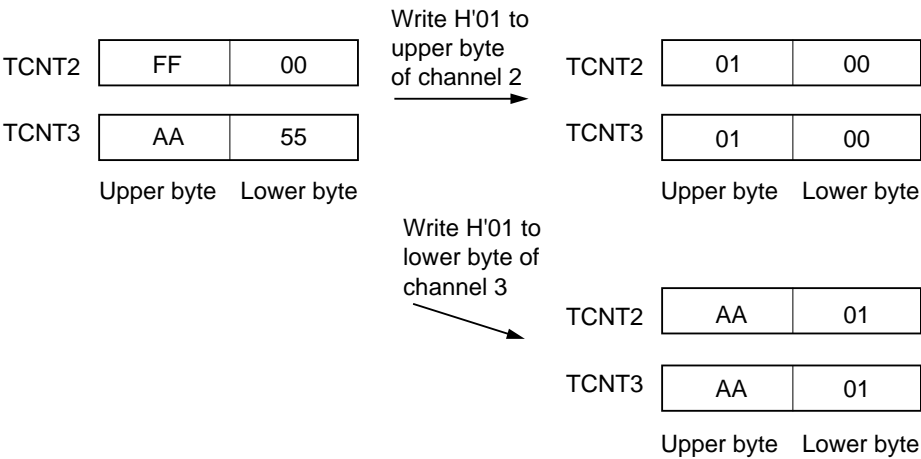 Write H'01 to
upper byte
of channel 2
TCNT2 FF 00
TCNT3 AA 55
Upper byte Lower byte
TCNT2 01 00
TCNT3 01 00
Upper byte Lower byte
Write H'01 to
lower byte of
channel 3
TCNT2 AA 01
TCNT3 AA 01
Upper byte Lower byte